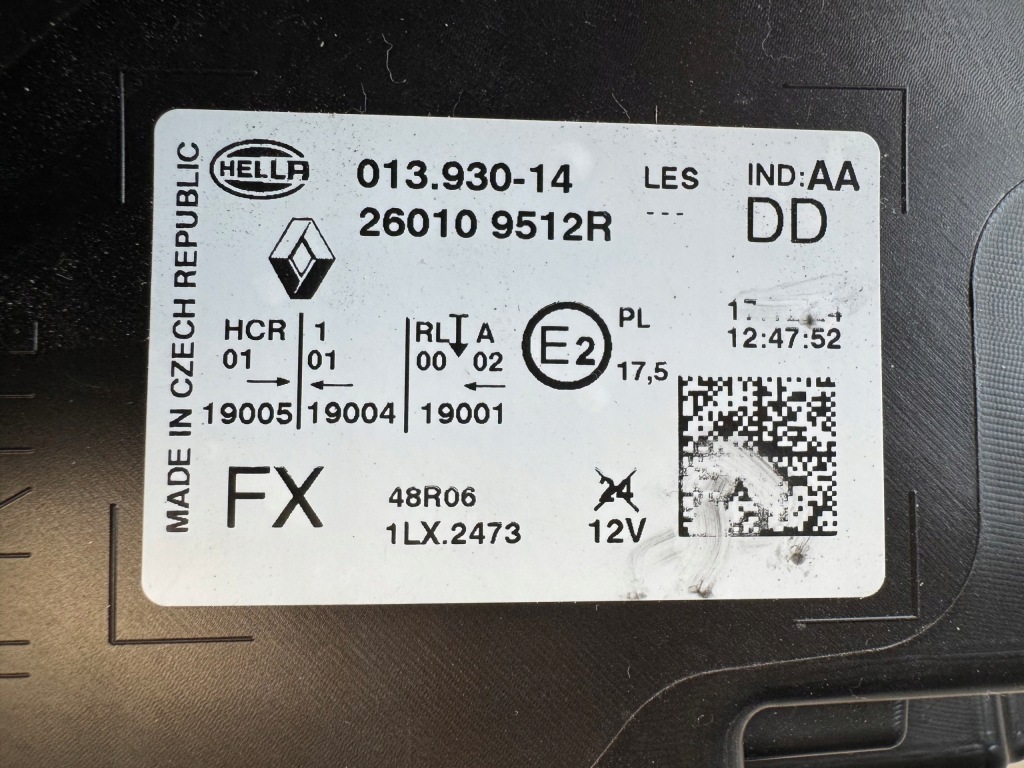 MADE IN CZECH REPUBLIC
HELLA
013.930-14
LES
IND:AA
26010 9512R
---
DD
HCR
1
RL
A
01
01
00
02
19005
19004
19001
E2
PL
17,5
12:47:52
FX
48R06
24
1LX.2473
12V